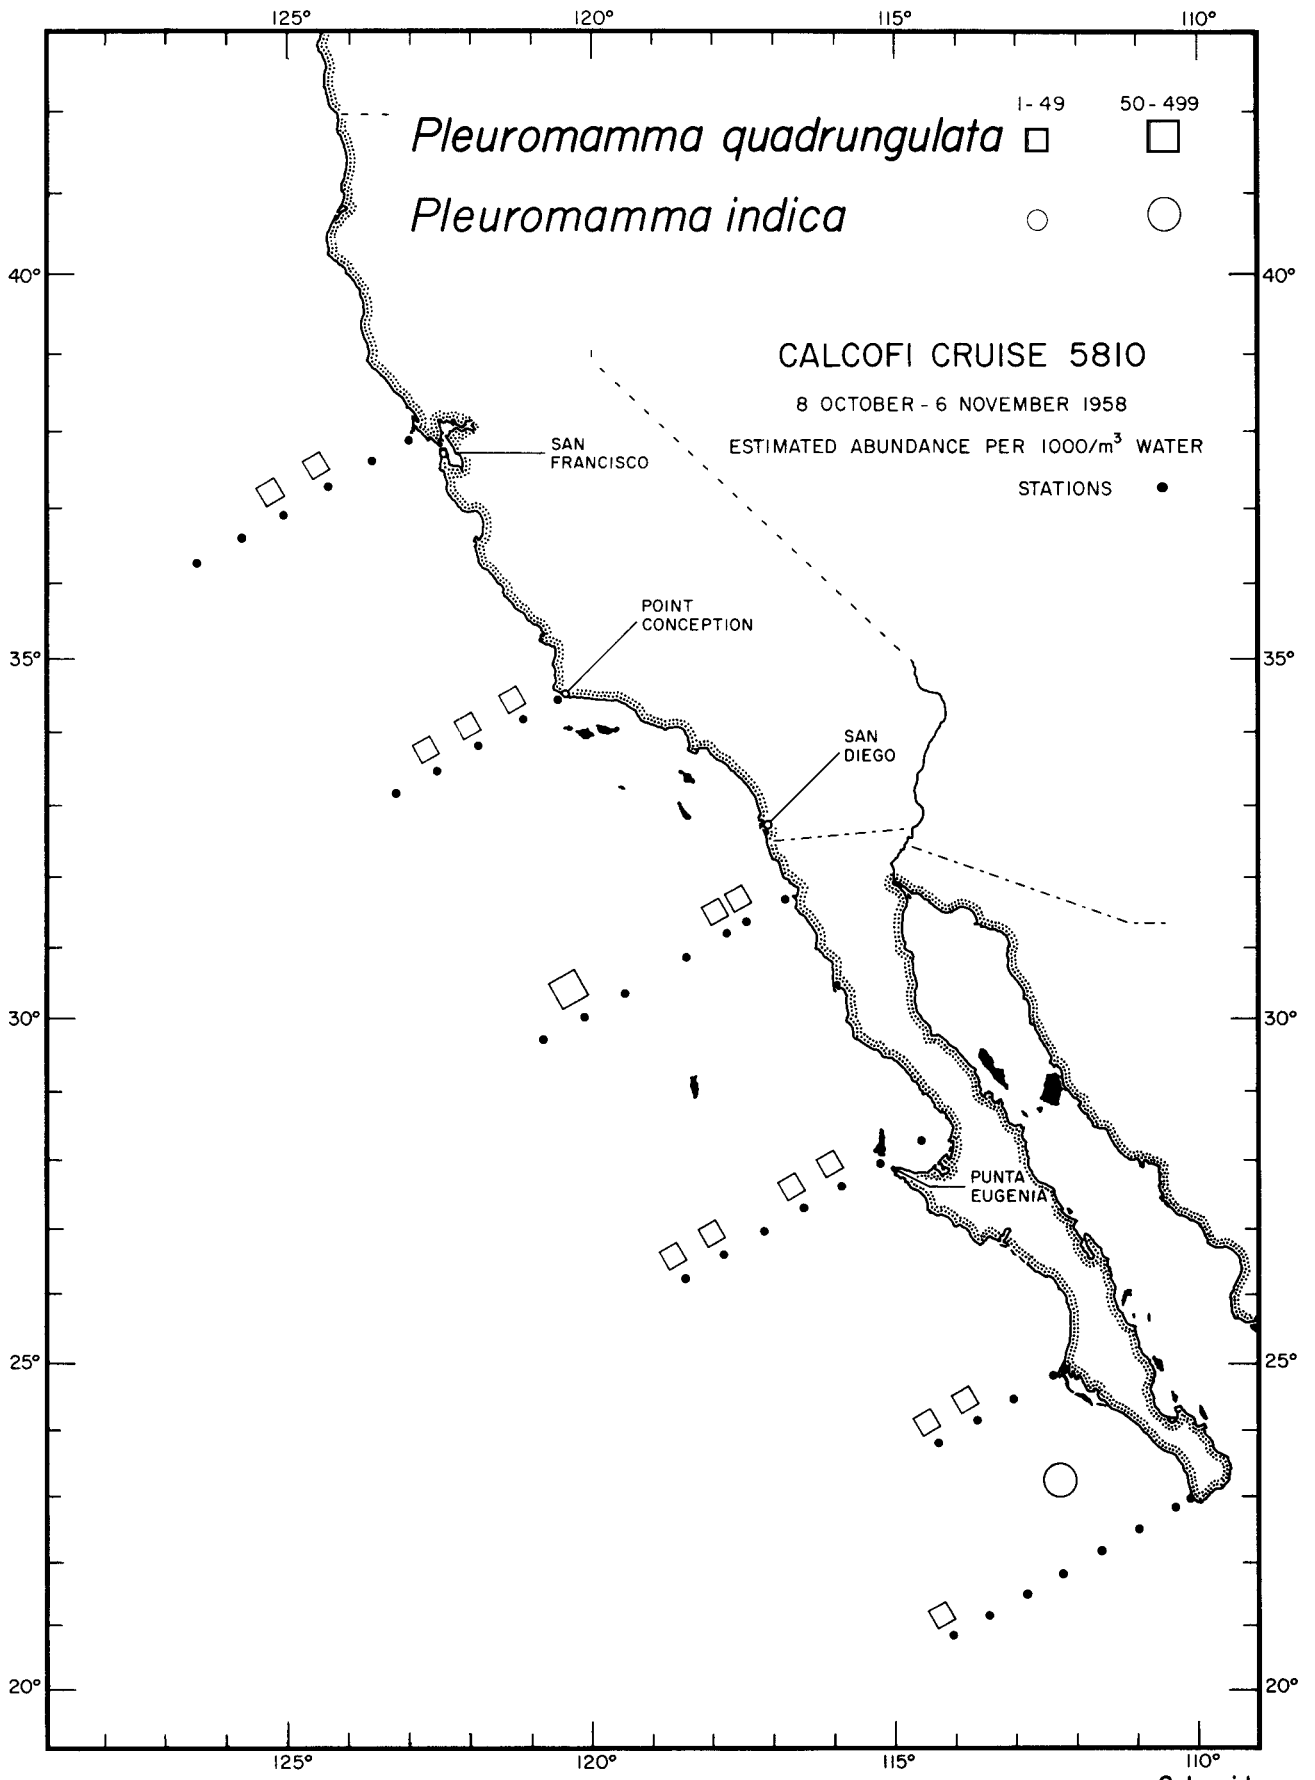 125° 120° 115° 110°
1-49 50-499
Pleuromamma quadrungulata
Pleuromamma indica
40° 40°
CALCOFI CRUISE 5810
8 OCTOBER - 6 NOVEMBER 1958
ESTIMATED ABUNDANCE PER 1000/m³ WATER
STATIONS
SAN
FRANCISCO
POINT
CONCEPTION
35° 35°
SAN
DIEGO
30° 30°
PUNTA
EUGENIA
25° 25°
20° 20°
125° 120° 115° 110°